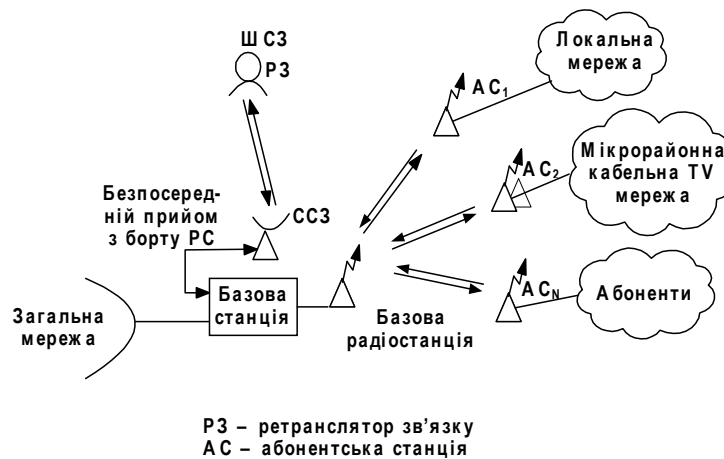 ШСЗ
РЗ
Локальна
мережа
АС1
Мікрорайонна
кабельна TV
мережа
АС2
Безпосеред-
ній прийом
з борту РС
ССЗ
Базова
станція
Загальна
мережа
Базова
радіостанція
АСN
Абоненти
РЗ – ретранслятор зв'язку
АС – абонентська станція